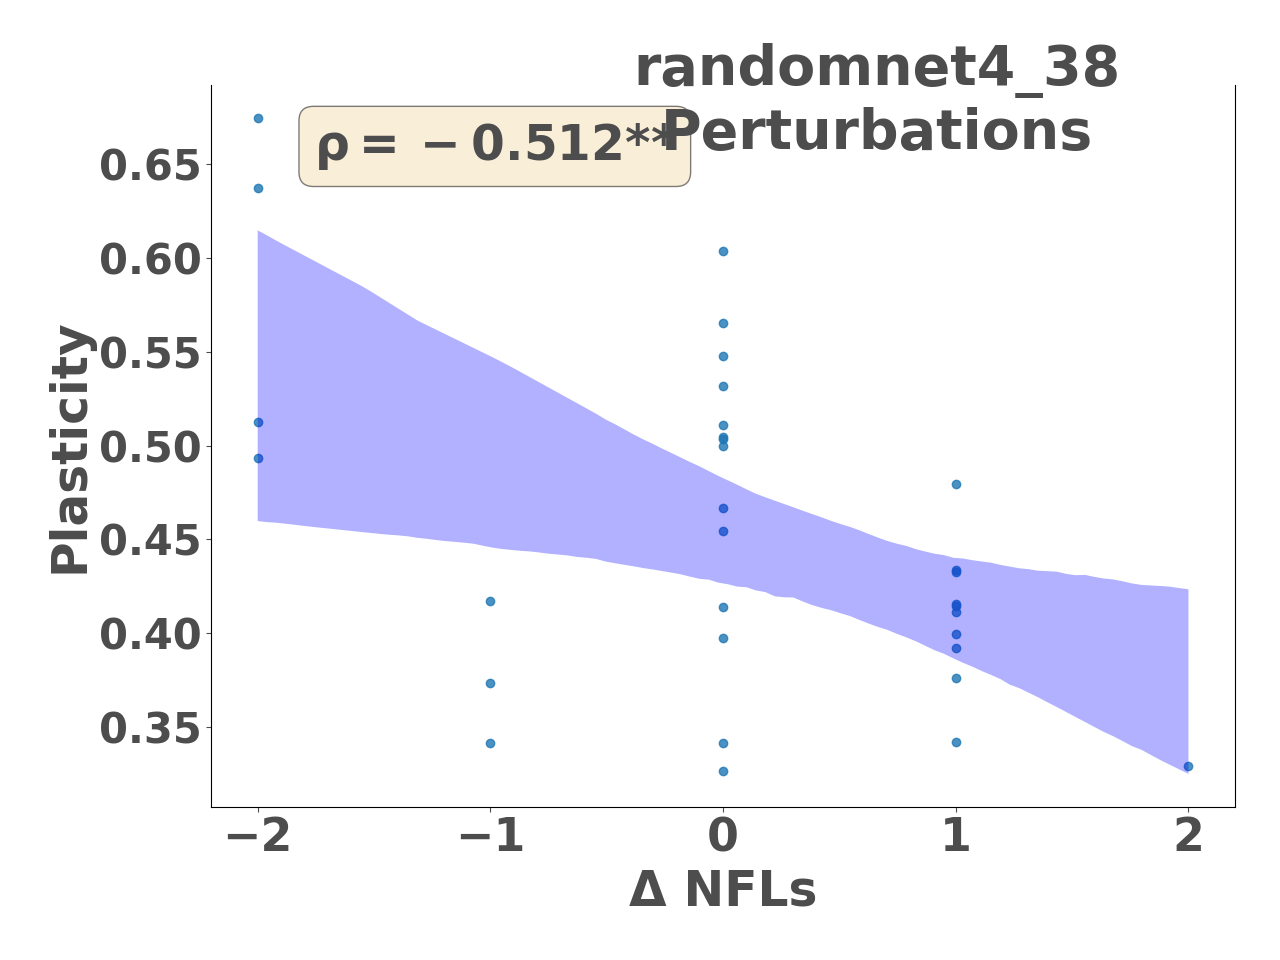 randomnet4_38
Perturbations
ρ = − 0.512**
0.65
0.60
0.55
0.50
0.45
0.40
0.35
Plasticity
−2 −1 0 1 2
Δ NFLs